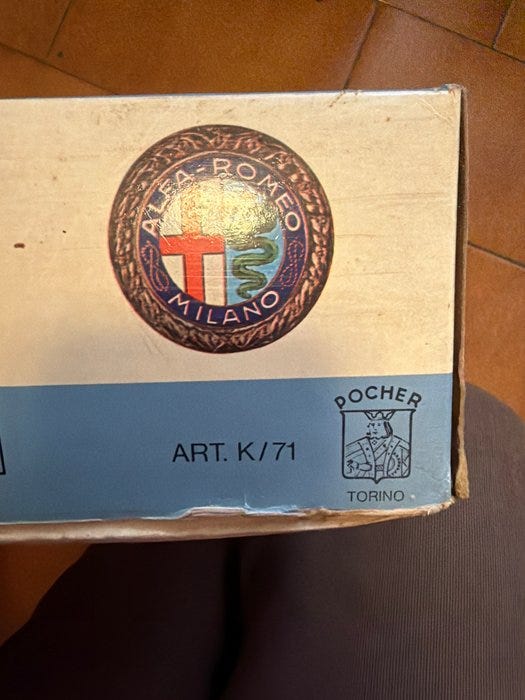 ALFA-ROMEO
MILANO
POCHER
ART. K/71
TORINO